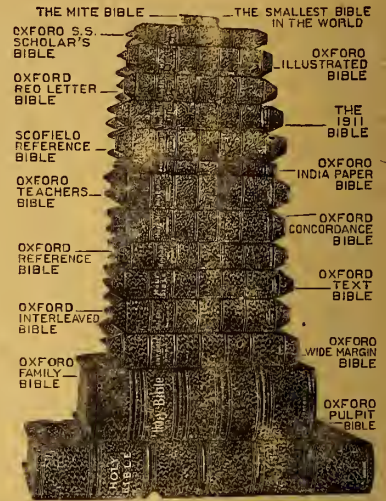 THE MITE BIBLE
THE SMALLEST BIBLE
IN THE WORLD
OXFORD S.S.
SCHOLAR'S
BIBLE
OXFORD
ILLUSTRATED
BIBLE
OXFORD
RED LETTER
BIBLE
THE
1911
BIBLE
SCOFIELD
REFERENCE
BIBLE
OXFORD
INDIA PAPER
BIBLE
OXFORD
TEACHERS
BIBLE
OXFORD
CONCORDANCE
BIBLE
OXFORD
REFERENCE
BIBLE
OXFORD
TEXT
BIBLE
OXFORD
INTERLEAVED
BIBLE
OXFORD
WIDE MARGIN
BIBLE
OXFORD
FAMILY
BIBLE
OXFORD
PULPIT
BIBLE
Holy Bible
HOLY
BIBLE